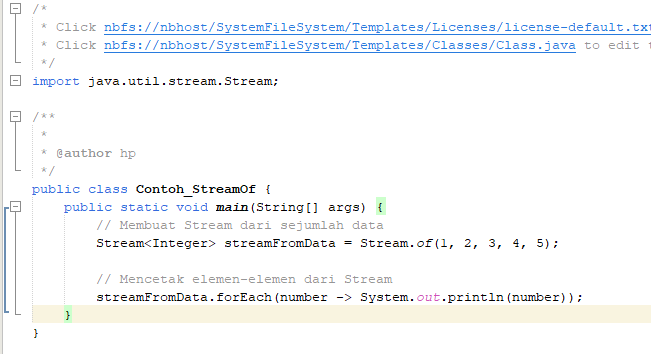 /*
 * Click nbfs://nbhost/SystemFileSystem/Templates/Licenses/license-default.txt
 * Click nbfs://nbhost/SystemFileSystem/Templates/Classes/Class.java to edit
 */
import java.util.stream.Stream;
/**
 *
 * @author hp
 */
public class Contoh_StreamOf {
    public static void main(String[] args) {
        // Membuat Stream dari sejumlah data
        Stream<Integer> streamFromData = Stream.of(1, 2, 3, 4, 5);
        // Mencetak elemen-elemen dari Stream
        streamFromData.forEach(number -> System.out.println(number));
    }
}